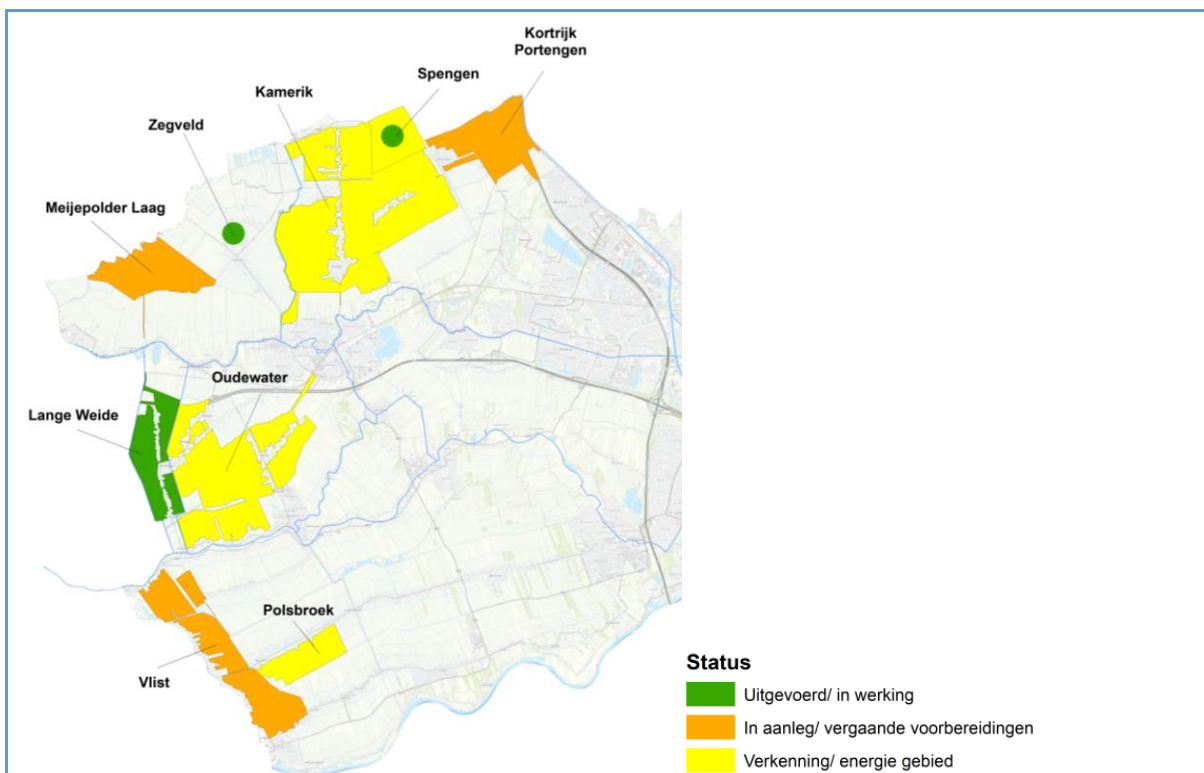 Kortrijk
Portengen
Spengen
Kamerik
Zegveld
Meijepolder Laag
Oudewater
Lange Weide
Polsbroek
Vlist
Status
Uitgevoerd/ in werking
In aanleg/ vergaande voorbereidingen
Verkenning/ energie gebied